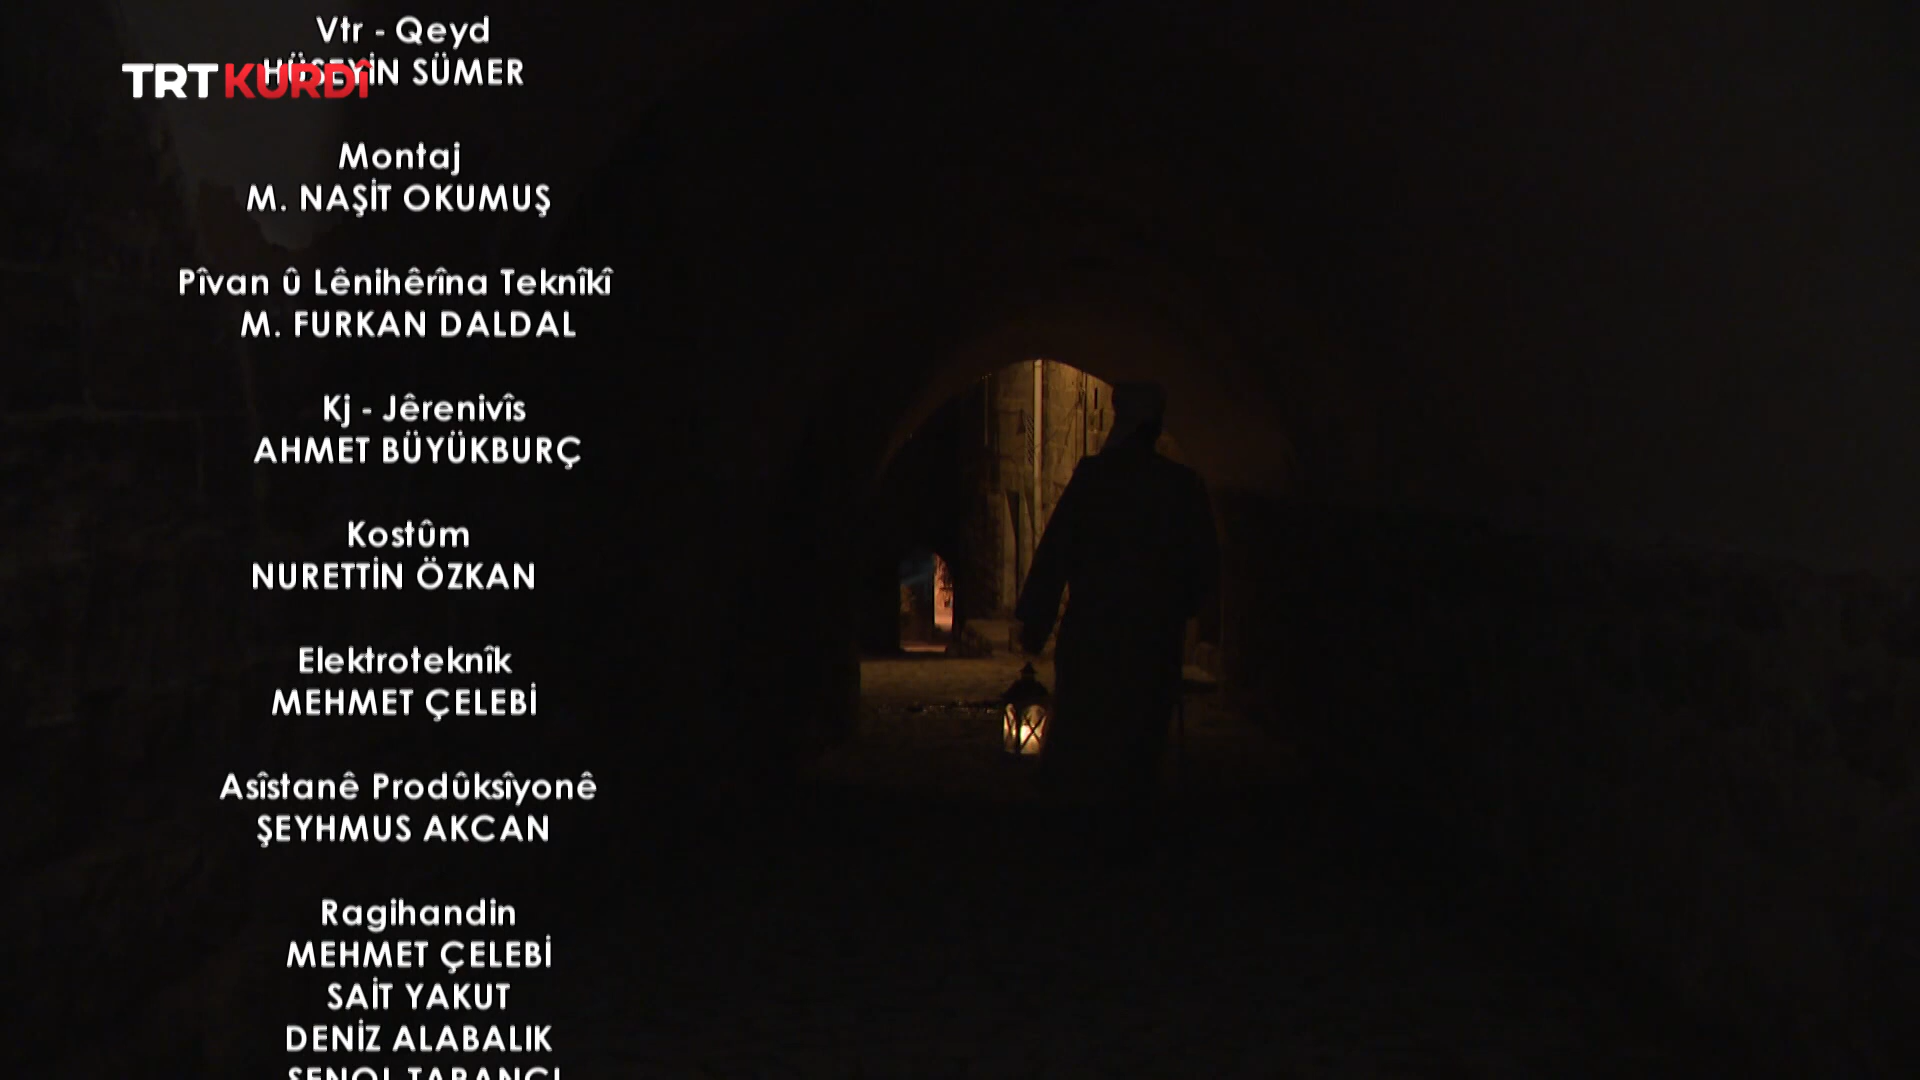 Vtr - Qeyd
HÜSEYİN SÜMER
TRT KURDÎ
Montaj
M. NAŞİT OKUMUŞ
Pîvan û Lênihêrîna Teknîkî
M. FURKAN DALDAL
Kj - Jêrenivîs
AHMET BÜYÜKBURÇ
Kostûm
NURETTİN ÖZKAN
Elektroteknîk
MEHMET ÇELEBİ
Asîstanê Prodûksîyonê
ŞEYHMUS AKCAN
Ragihandin
MEHMET ÇELEBİ
SAİT YAKUT
DENİZ ALABALIK